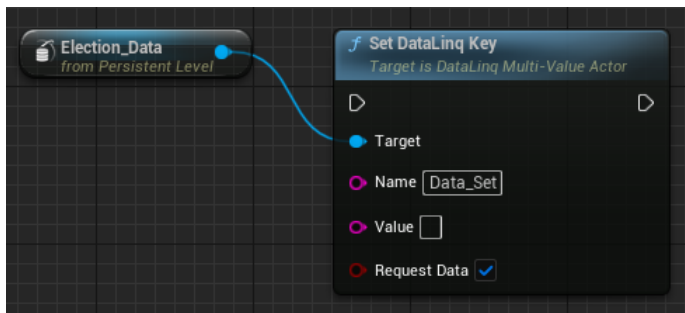 Election_Data
from Persistent Level
f Set DataLinq Key
Target is DataLinq Multi-Value Actor
Target
Name Data_Set
Value
Request Data